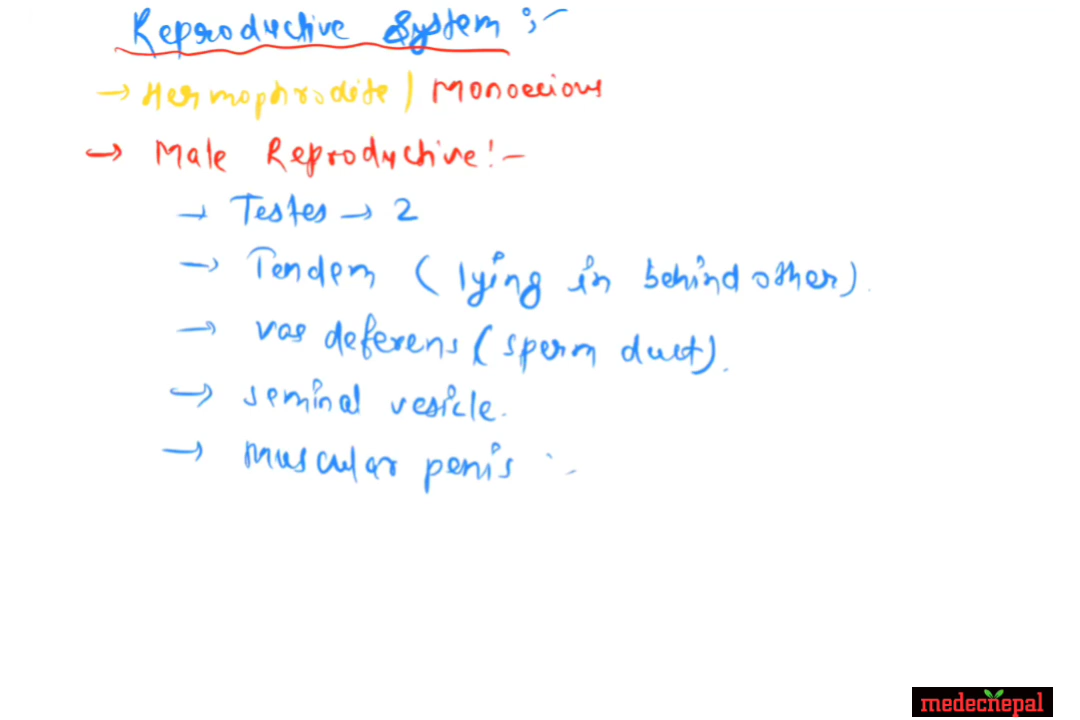 Reproductive System :-
→ Hermophrodite / Monoecious
→ Male Reproductive :-
→ Testes → 2
→ Tendem ( lying in behind other).
→ vas deferens ( sperm duct).
→ seminal vesicle.
→ Muscular penis
medecnepal